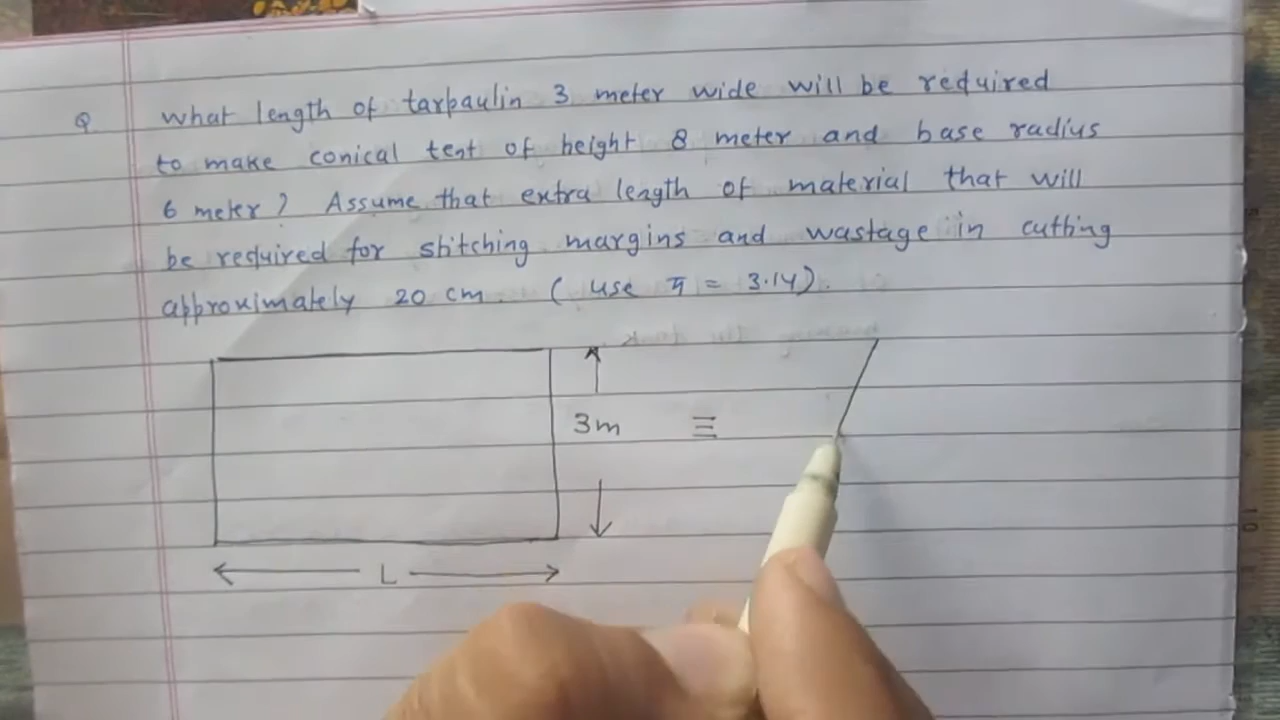 Q. What length of tarpaulin 3 meter wide will be required
to make conical tent of height 8 meter and base radius
6 meter? Assume that extra length of material that will
be required for stitching margins and wastage in cutting
approximately 20 cm. (use π = 3.14).
3m ≡
L